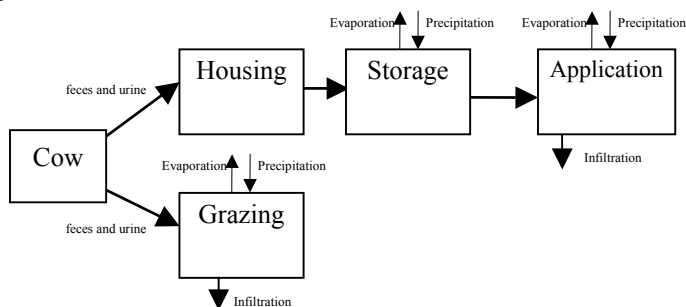 Evaporation Precipitation
Evaporation Precipitation
Housing
Storage
Application
feces and urine
Infiltration
Cow
Evaporation Precipitation
Grazing
feces and urine
Infiltration